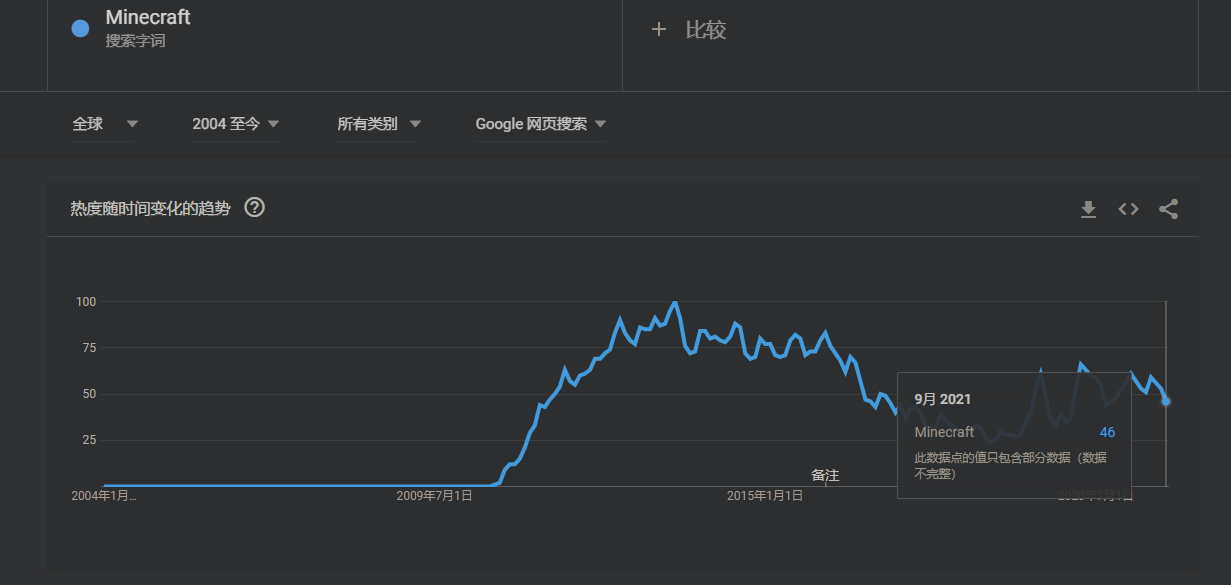 Minecraft
搜索字词
+ 比较
全球
2004 至今
所有类别
Google 网页搜索
热度随时间变化的趋势
100
75
50
25
9月 2021
Minecraft 46
此数据点的值只包含部分数据（数据
不完整）
备注
2004年1月…
2009年7月1日
2015年1月1日